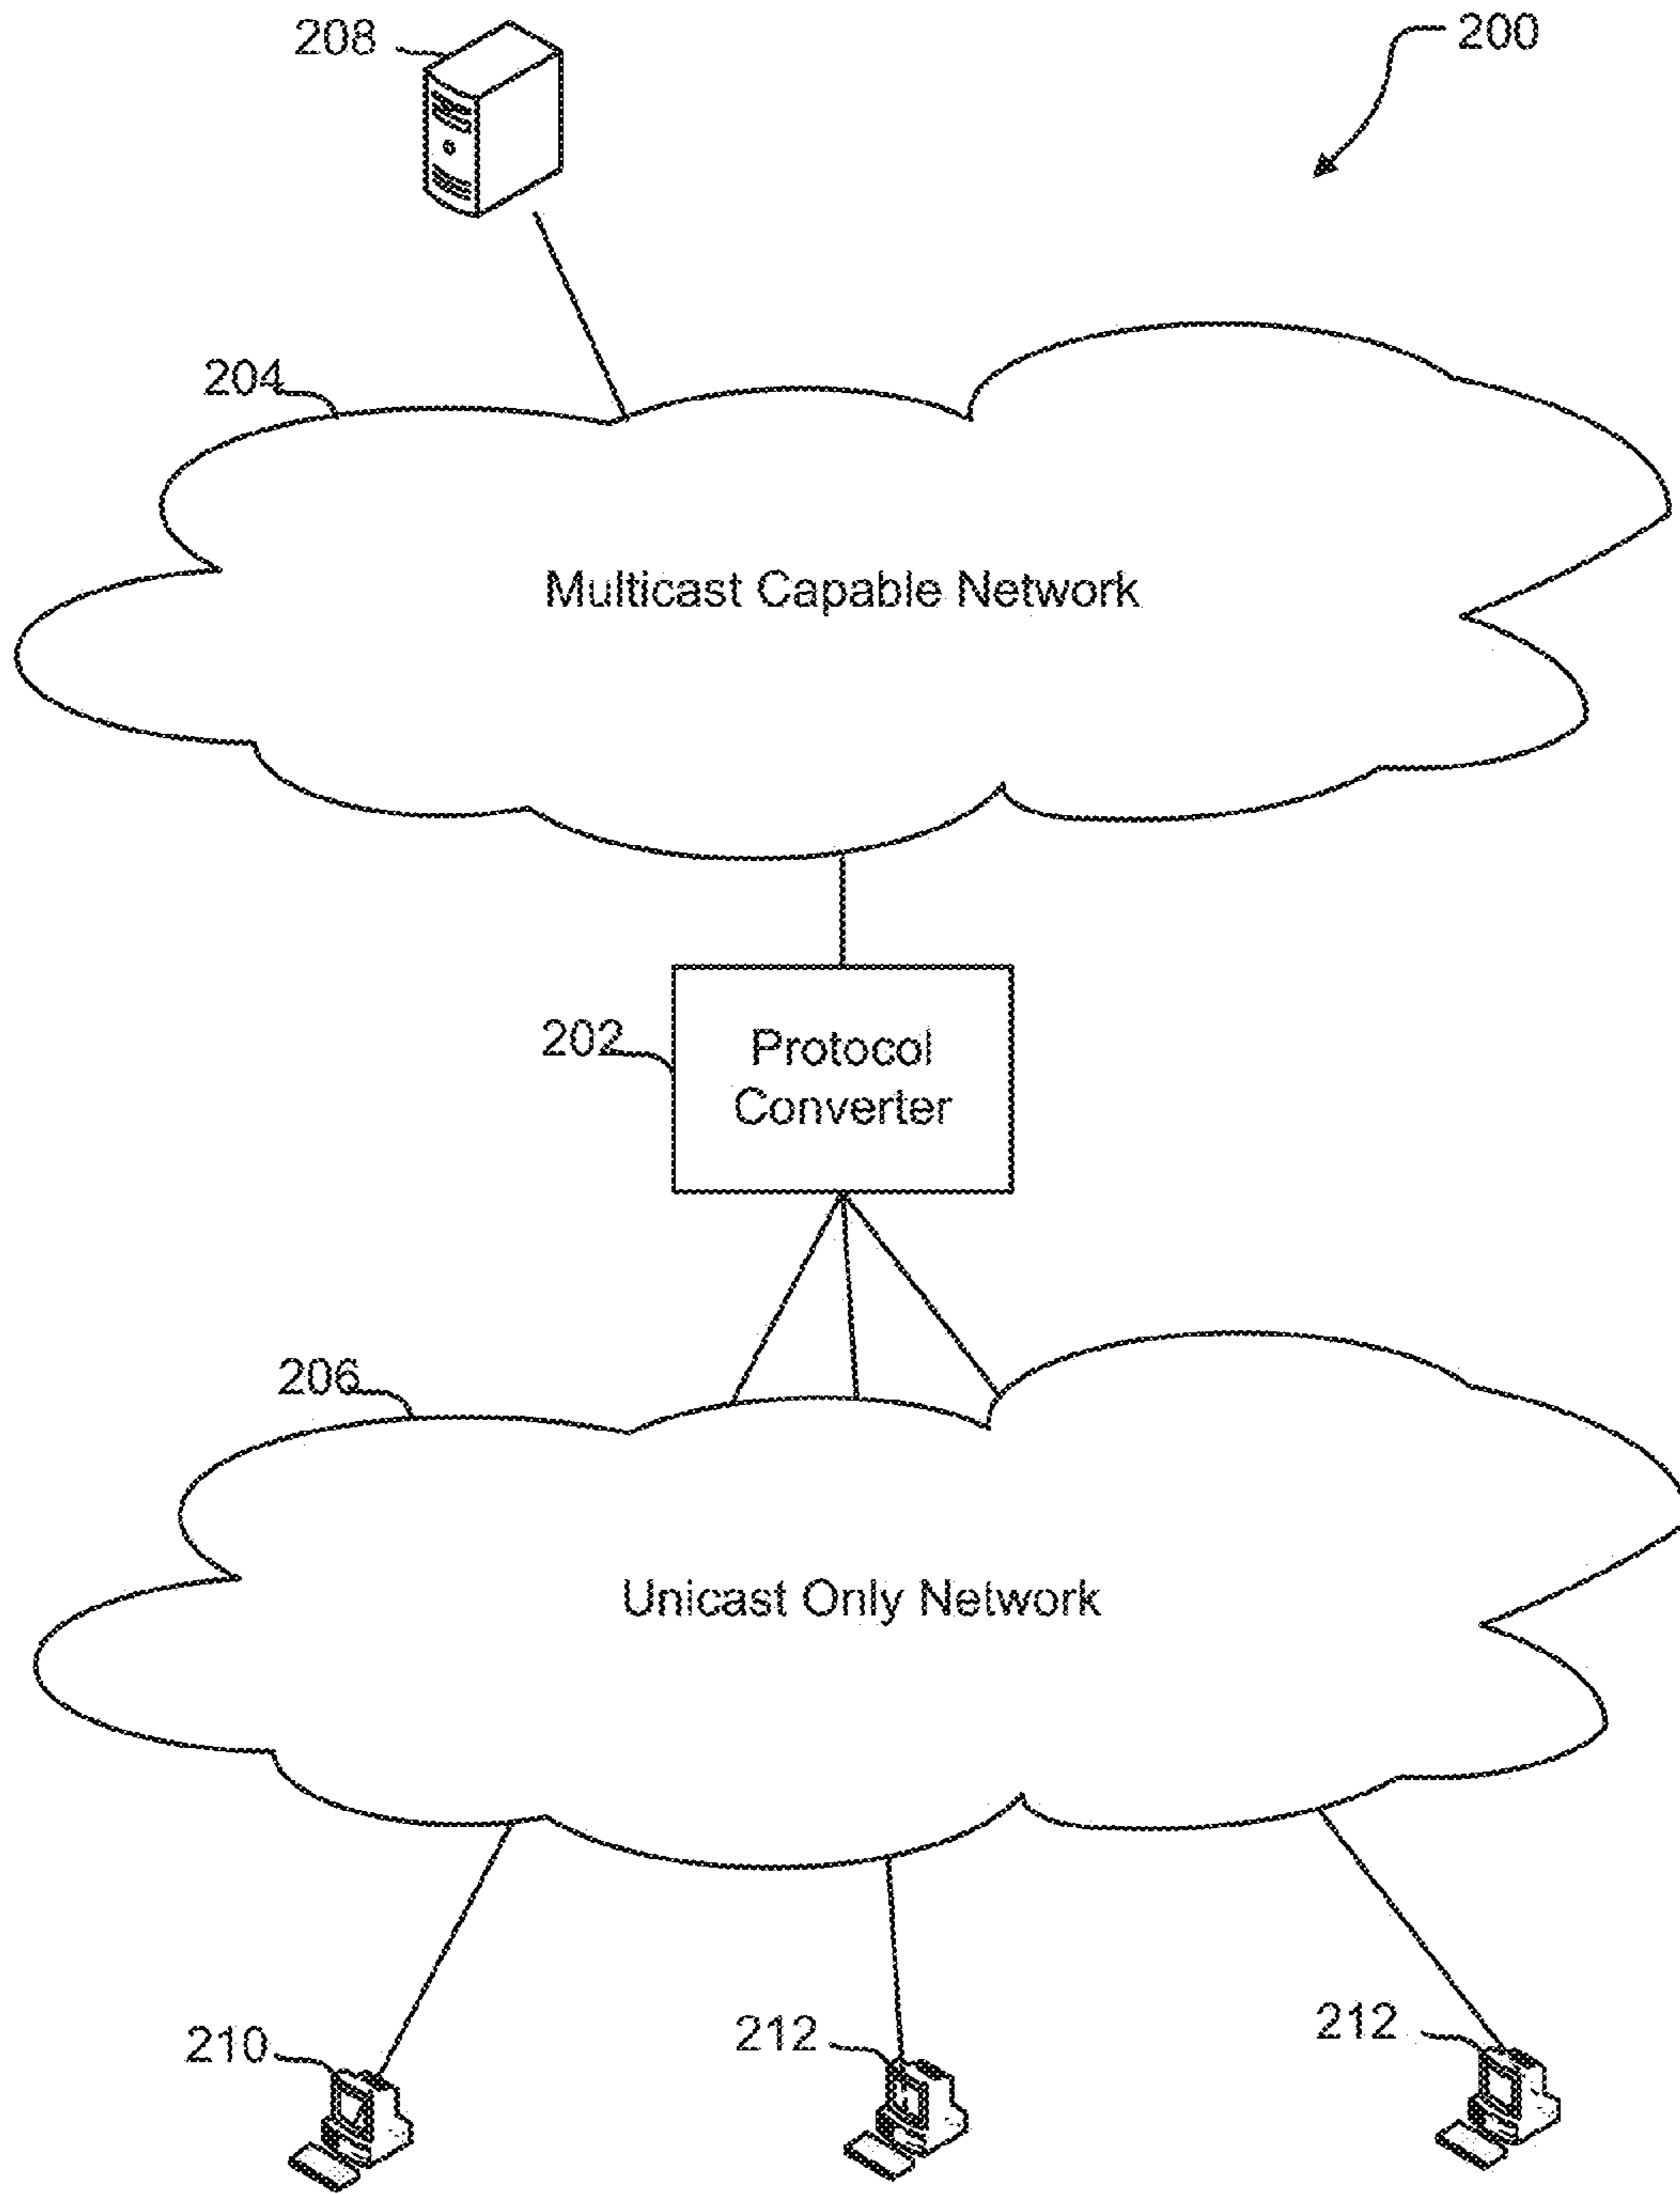 208
200
204
Multicast Capable Network
202
Protocol
Converter
206
Unicast Only Network
210
212
212